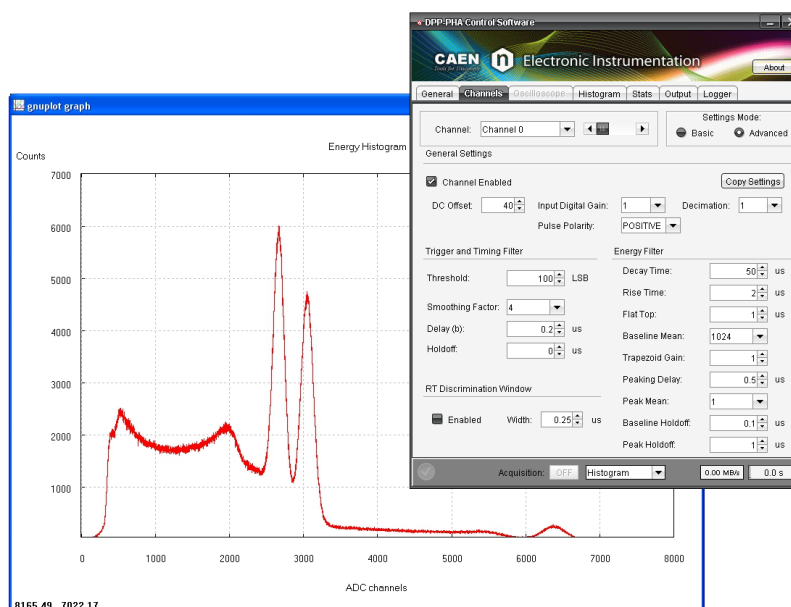 DPP-PHA Control Software
CAEN n Electronic Instrumentation
Tools for Discovery
About
General Channels Oscilloscope Histogram Stats Output Logger
Channel: Channel 0
Settings Mode:
Basic Advanced
General Settings
Channel Enabled
Copy Settings
DC Offset: 40 Input Digital Gain: 1 Decimation: 1
Pulse Polarity: POSITIVE
Trigger and Timing Filter
Threshold: 100 LSB
Smoothing Factor: 4
Delay (b): 0.2 us
Holdoff: 0 us
RT Discrimination Window
Enabled Width: 0.25 us
Energy Filter
Decay Time: 50 us
Rise Time: 2 us
Flat Top: 1 us
Baseline Mean: 1024
Trapezoid Gain: 1
Peaking Delay: 0.5 us
Peak Mean: 1
Baseline Holdoff: 0.1 us
Peak Holdoff: 1 us
Acquisition: OFF Histogram 0.00 MB/s 0.0 s
gnuplot graph
Energy Histogram
Counts
7000
6000
5000
4000
3000
2000
1000
0 1000 2000 3000 4000 5000 6000 7000 8000
ADC channels
8165.49 7022.17